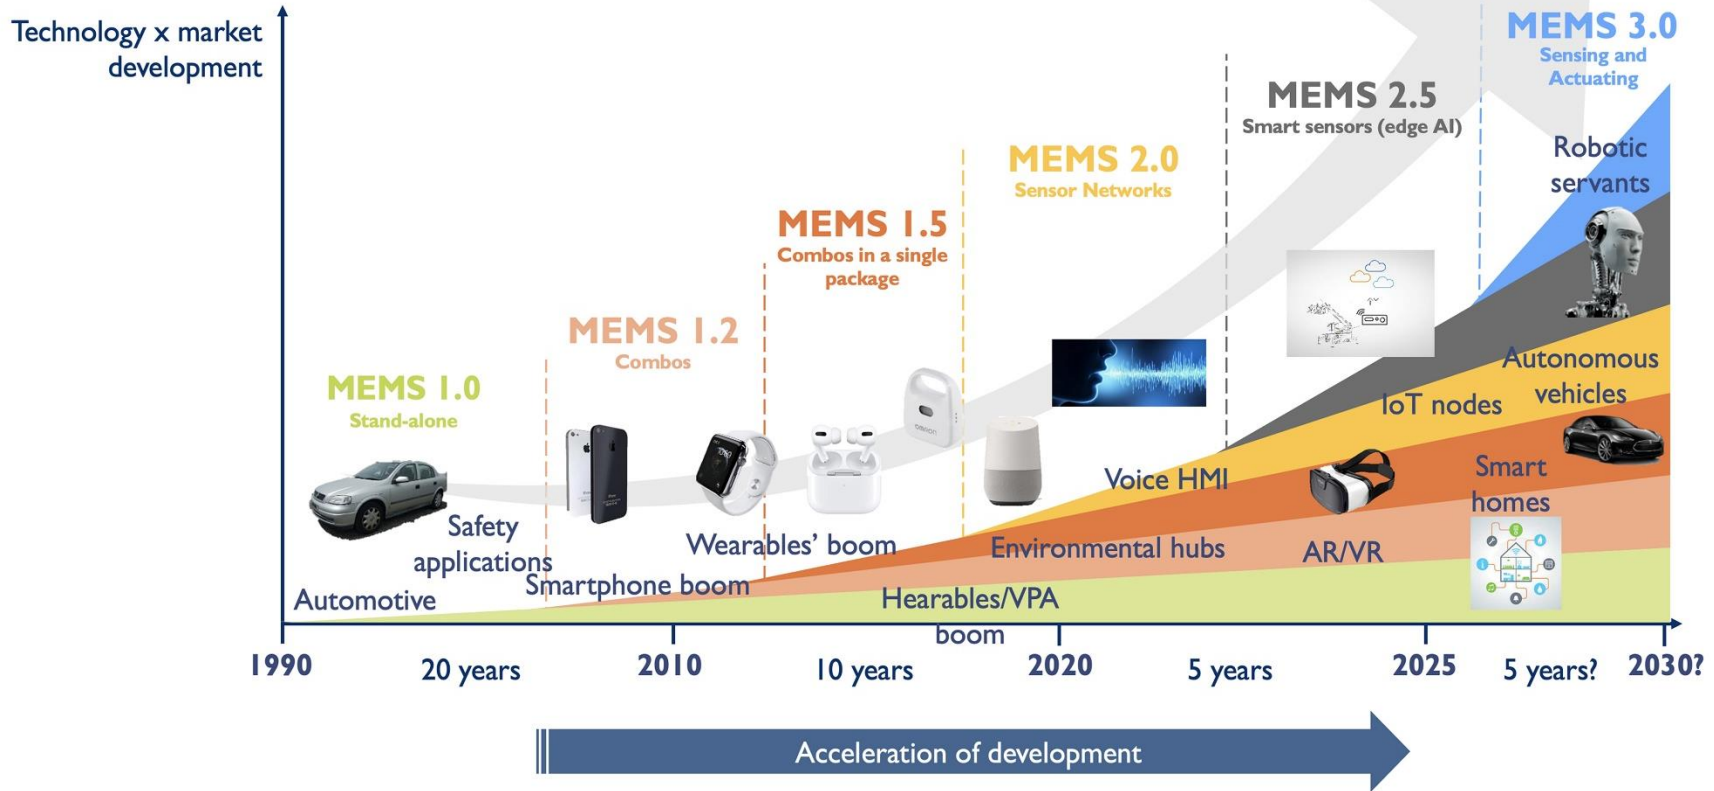 Technology x market
development
MEMS 3.0
Sensing and
Actuating
MEMS 2.5
Smart sensors (edge AI)
MEMS 2.0
Sensor Networks
MEMS 1.5
Combos in a single
package
MEMS 1.2
Combos
MEMS 1.0
Stand-alone
Robotic
servants
Autonomous
vehicles
IoT nodes
Voice HMI
Smart
homes
Safety
applications
Wearables' boom
Environmental hubs
AR/VR
Smartphone boom
Automotive
Hearables/VPA
boom
omron
1990
20 years
2010
10 years
2020
5 years
2025
5 years?
2030?
Acceleration of development